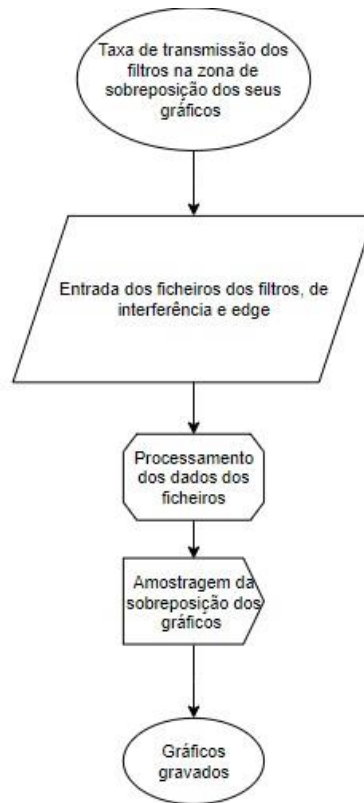 Taxa de transmissão dos
filtros na zona de
sobreposição dos seus
gráficos
Entrada dos ficheiros dos filtros, de
interferência e edge
Processamento
dos dados dos
ficheiros
Amostragem da
sobreposição dos
gráficos
Gráficos
gravados